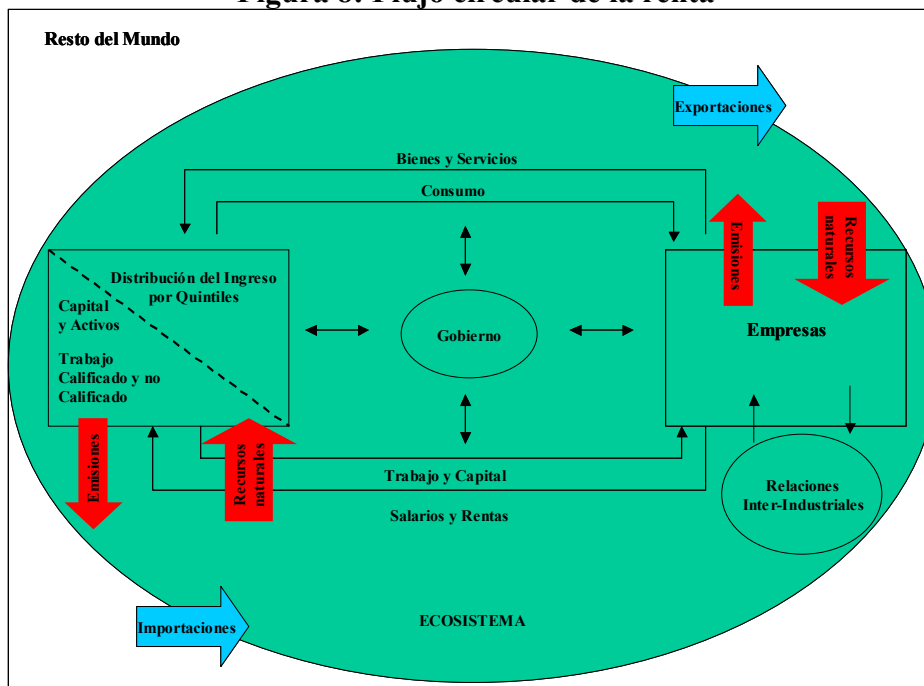 Resto del Mundo
Exportaciones
Bienes y Servicios
Consumo
Emisiones
Recursos
naturales
Distribución del Ingreso
por Quintiles
Capital
y Activos
Trabajo
Calificado y no
Calificado
Gobierno
Empresas
Emisiones
Recursos
naturales
Trabajo y Capital
Salarios y Rentas
Relaciones
Inter-Industriales
Importaciones
ECOSISTEMA